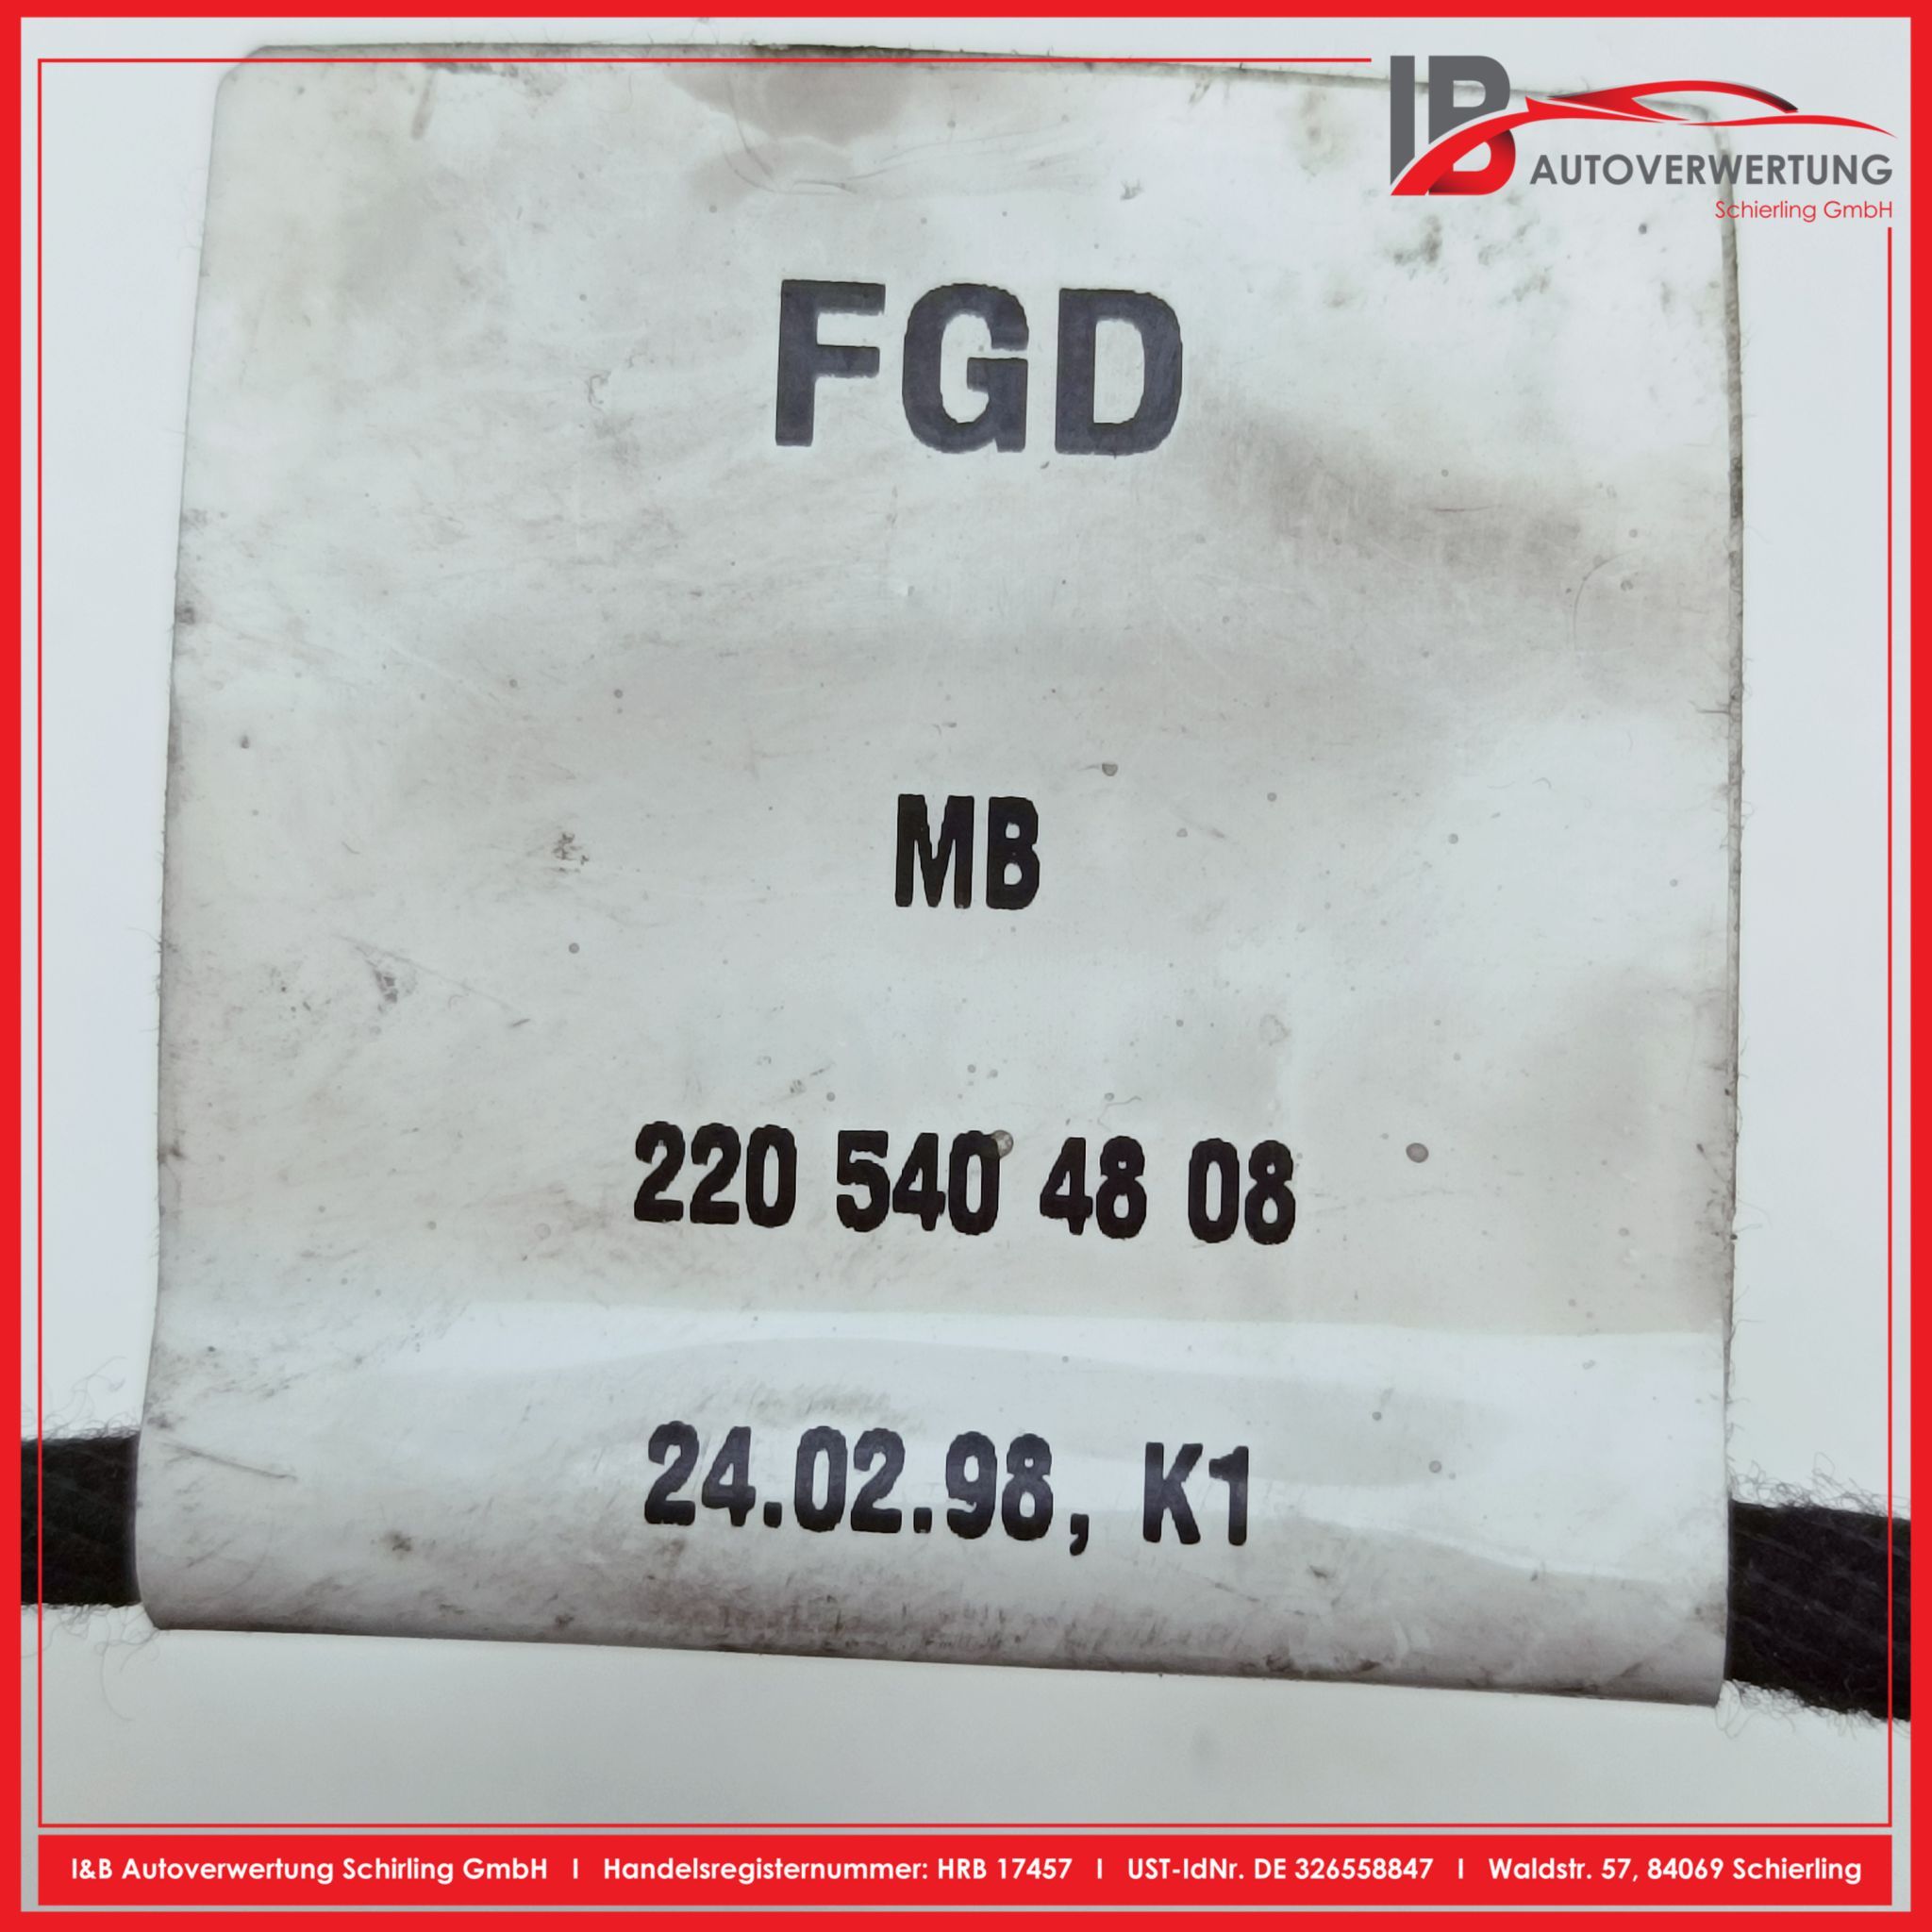 IB
AUTOVERWERTUNG
Schierling GmbH
FGD
MB
220 540 48 08
24.02.98, K1
I&B Autoverwertung Schirling GmbH I Handelsregisternummer: HRB 17457 I UST-IdNr. DE 326558847 I Waldstr. 57, 84069 Schierling